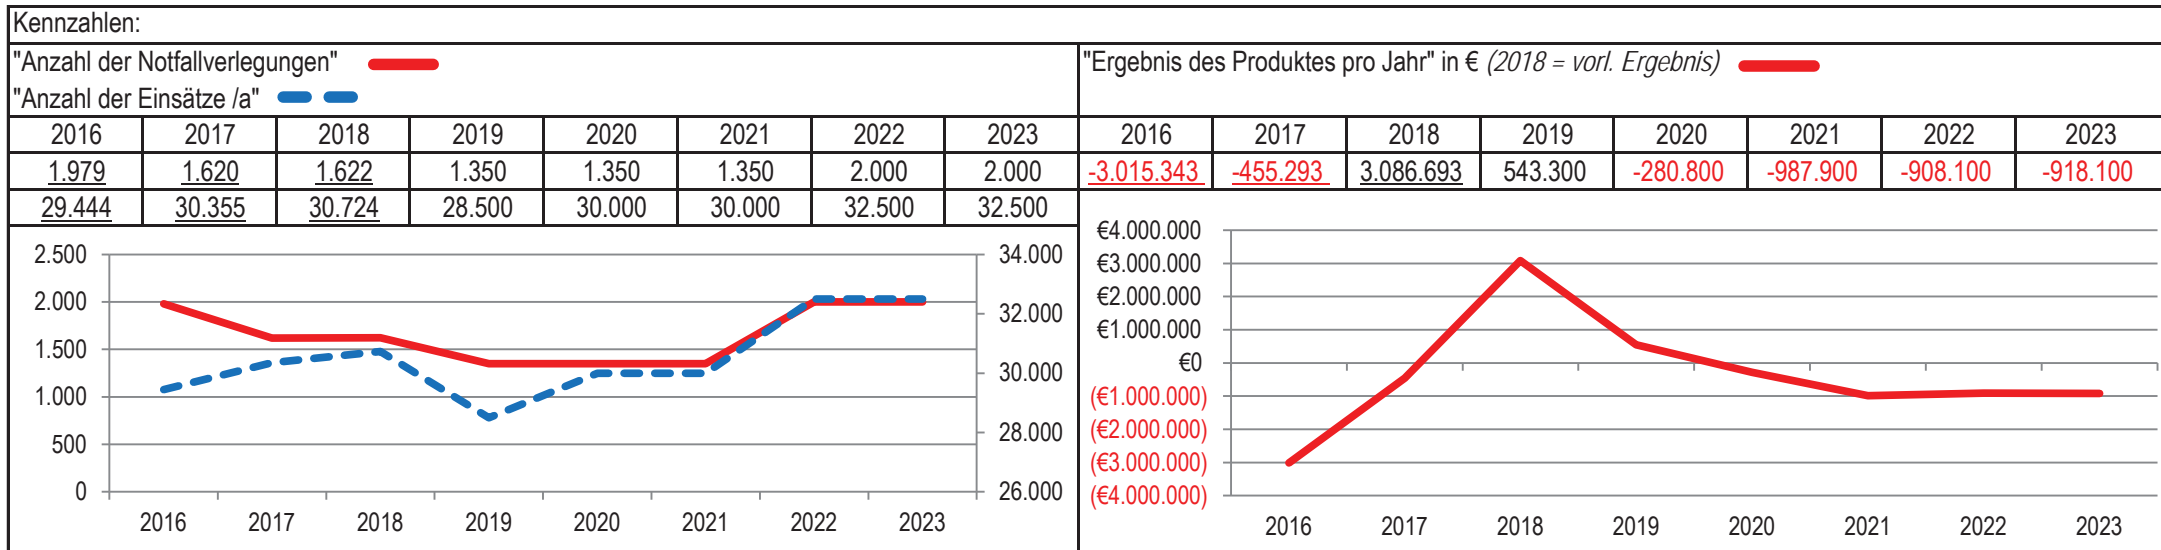 Kennzahlen:
"Anzahl der Notfallverlegungen"
"Anzahl der Einsätze /a"
2016 2017 2018 2019 2020 2021 2022 2023
1.979 1.620 1.622 1.350 1.350 1.350 2.000 2.000
29.444 30.355 30.724 28.500 30.000 30.000 32.500 32.500
2.500 34.000
2.000 32.000
1.500 30.000
1.000 28.000
500 26.000
0
2016 2017 2018 2019 2020 2021 2022 2023
"Ergebnis des Produktes pro Jahr" in € (2018 = vorl. Ergebnis)
2016 2017 2018 2019 2020 2021 2022 2023
-3.015.343 -455.293 3.086.693 543.300 -280.800 -987.900 -908.100 -918.100
€4.000.000
€3.000.000
€2.000.000
€1.000.000
€0
(€1.000.000)
(€2.000.000)
(€3.000.000)
(€4.000.000)
2016 2017 2018 2019 2020 2021 2022 2023